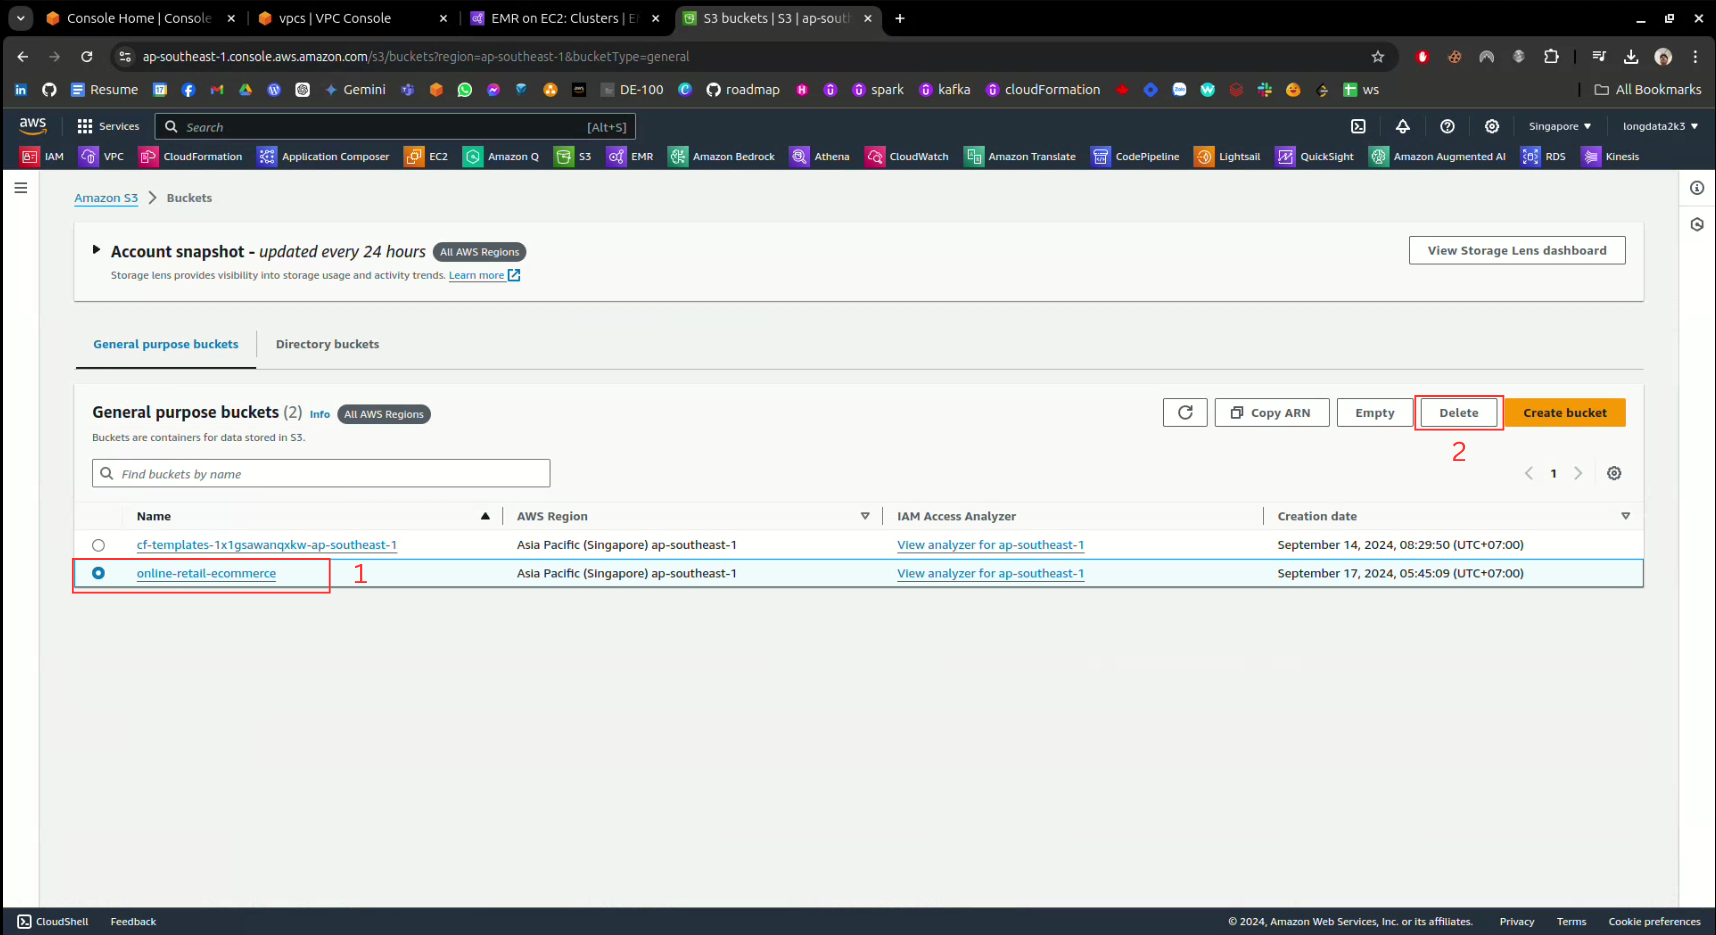 Console Home | Console
vpcs | VPC Console
EMR on EC2: Clusters | E
S3 buckets | S3 | ap-south
ap-southeast-1.console.aws.amazon.com/s3/buckets?region=ap-southeast-1&bucketType=general
Resume Gemini DE-100 roadmap spark kafka cloudFormation ws All Bookmarks
aws Services Search [Alt+S] Singapore longdata2k3
IAM VPC CloudFormation Application Composer EC2 Amazon Q S3 EMR Amazon Bedrock Athena CloudWatch Amazon Translate CodePipeline Lightsail QuickSight Amazon Augmented AI RDS Kinesis
Amazon S3 Buckets
Account snapshot - updated every 24 hours All AWS Regions
View Storage Lens dashboard
Storage lens provides visibility into storage usage and activity trends. Learn more
General purpose buckets Directory buckets
General purpose buckets (2) Info All AWS Regions
Copy ARN Empty Delete Create bucket
Buckets are containers for data stored in S3.
2
Find buckets by name
1
Name AWS Region IAM Access Analyzer Creation date
cf-templates-1x1gsawanqxkw-ap-southeast-1 Asia Pacific (Singapore) ap-southeast-1 View analyzer for ap-southeast-1 September 14, 2024, 08:29:50 (UTC+07:00)
online-retail-ecommerce 1 Asia Pacific (Singapore) ap-southeast-1 View analyzer for ap-southeast-1 September 17, 2024, 05:45:09 (UTC+07:00)
CloudShell Feedback © 2024, Amazon Web Services, Inc. or its affiliates. Privacy Terms Cookie preferences